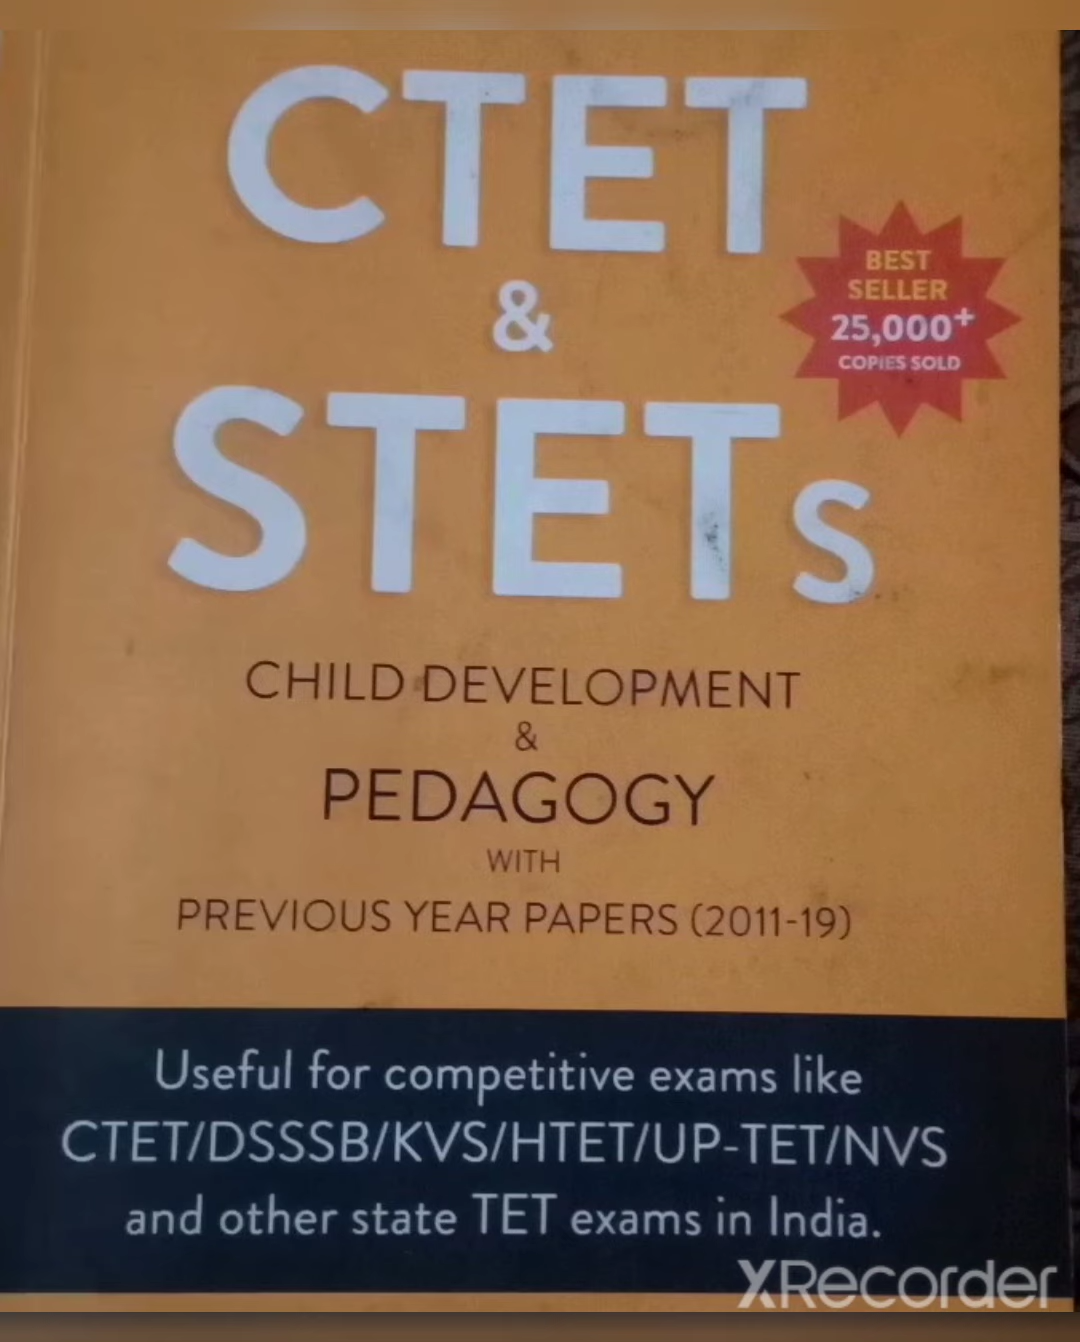 CTET
&
STETs
BEST
SELLER
25,000+
COPIES SOLD
CHILD DEVELOPMENT
&
PEDAGOGY
WITH
PREVIOUS YEAR PAPERS (2011-19)
Useful for competitive exams like
CTET/DSSSB/KVS/HTET/UP-TET/NVS
and other state TET exams in India.
XRecorder